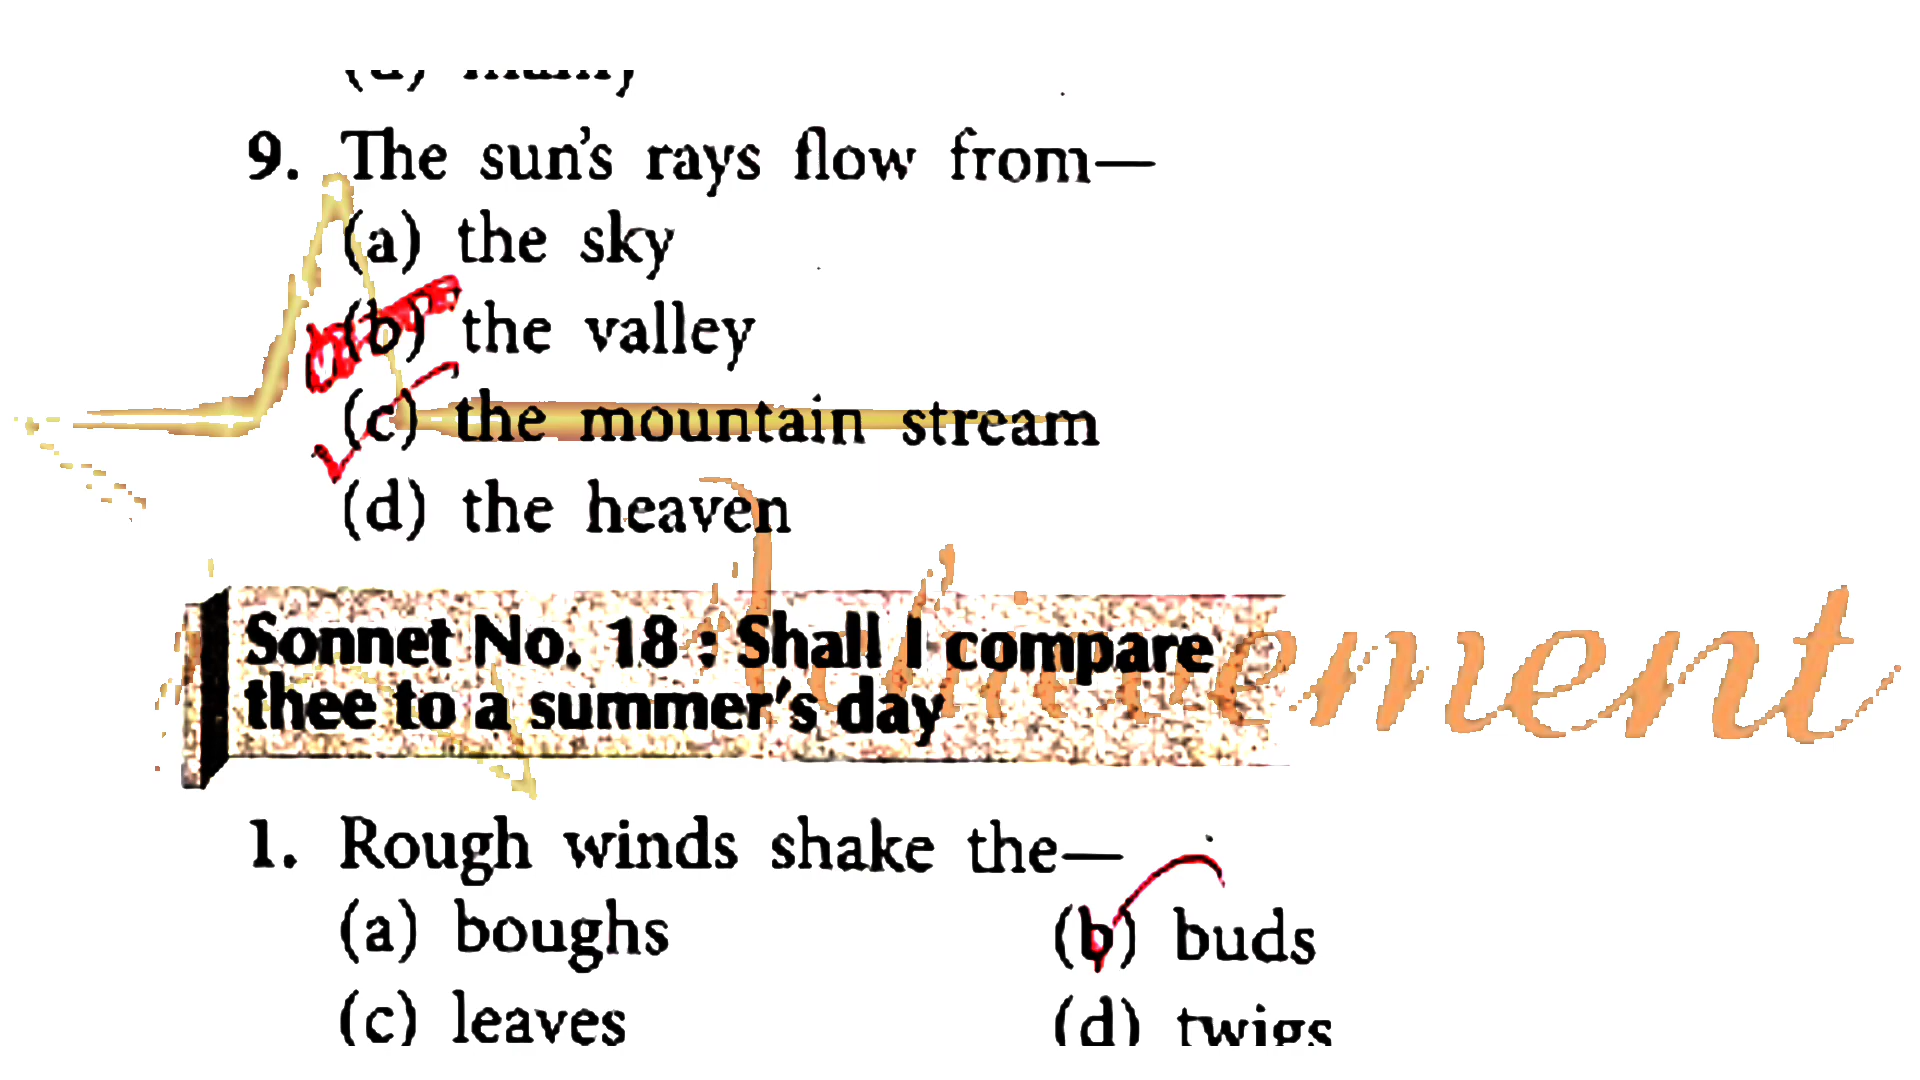 9. The sun's rays flow from—
(a) the sky
(b) the valley
(c) the mountain stream
(d) the heaven
Sonnet No. 18 : Shall I compare
thee to a summer's day
1. Rough winds shake the—
(a) boughs
(b) buds
(c) leaves
(d) twigs